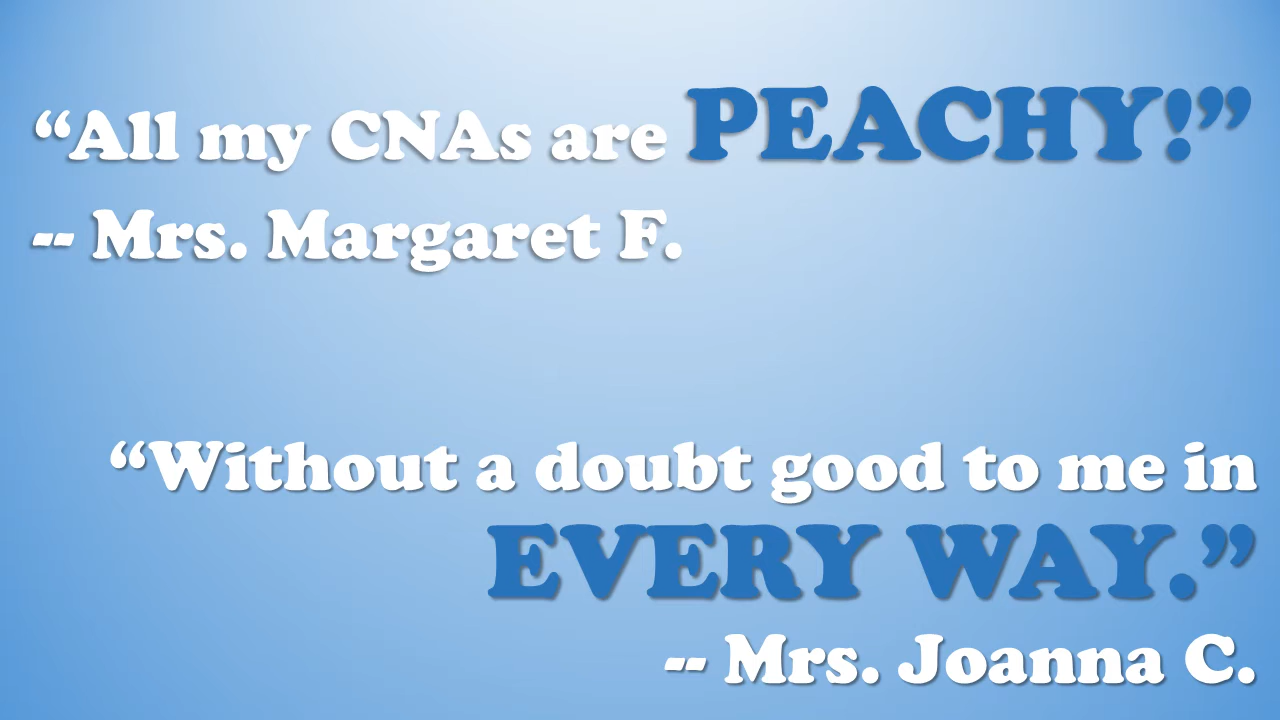 “All my CNAs are PEACHY!”
-- Mrs. Margaret F.
“Without a doubt good to me in
EVERY WAY.”
-- Mrs. Joanna C.